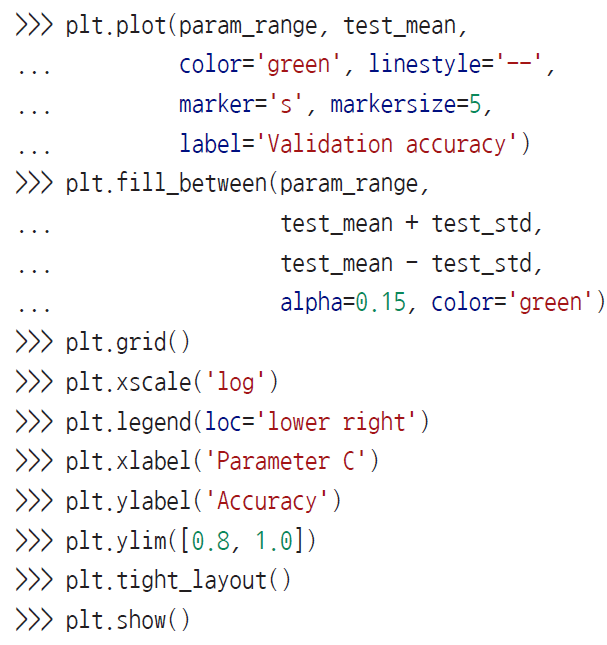 >>> plt.plot(param_range, test_mean,
...          color='green', linestyle='--',
...          marker='s', markersize=5,
...          label='Validation accuracy')
>>> plt.fill_between(param_range,
...                  test_mean + test_std,
...                  test_mean - test_std,
...                  alpha=0.15, color='green')
>>> plt.grid()
>>> plt.xscale('log')
>>> plt.legend(loc='lower right')
>>> plt.xlabel('Parameter C')
>>> plt.ylabel('Accuracy')
>>> plt.ylim([0.8, 1.0])
>>> plt.tight_layout()
>>> plt.show()